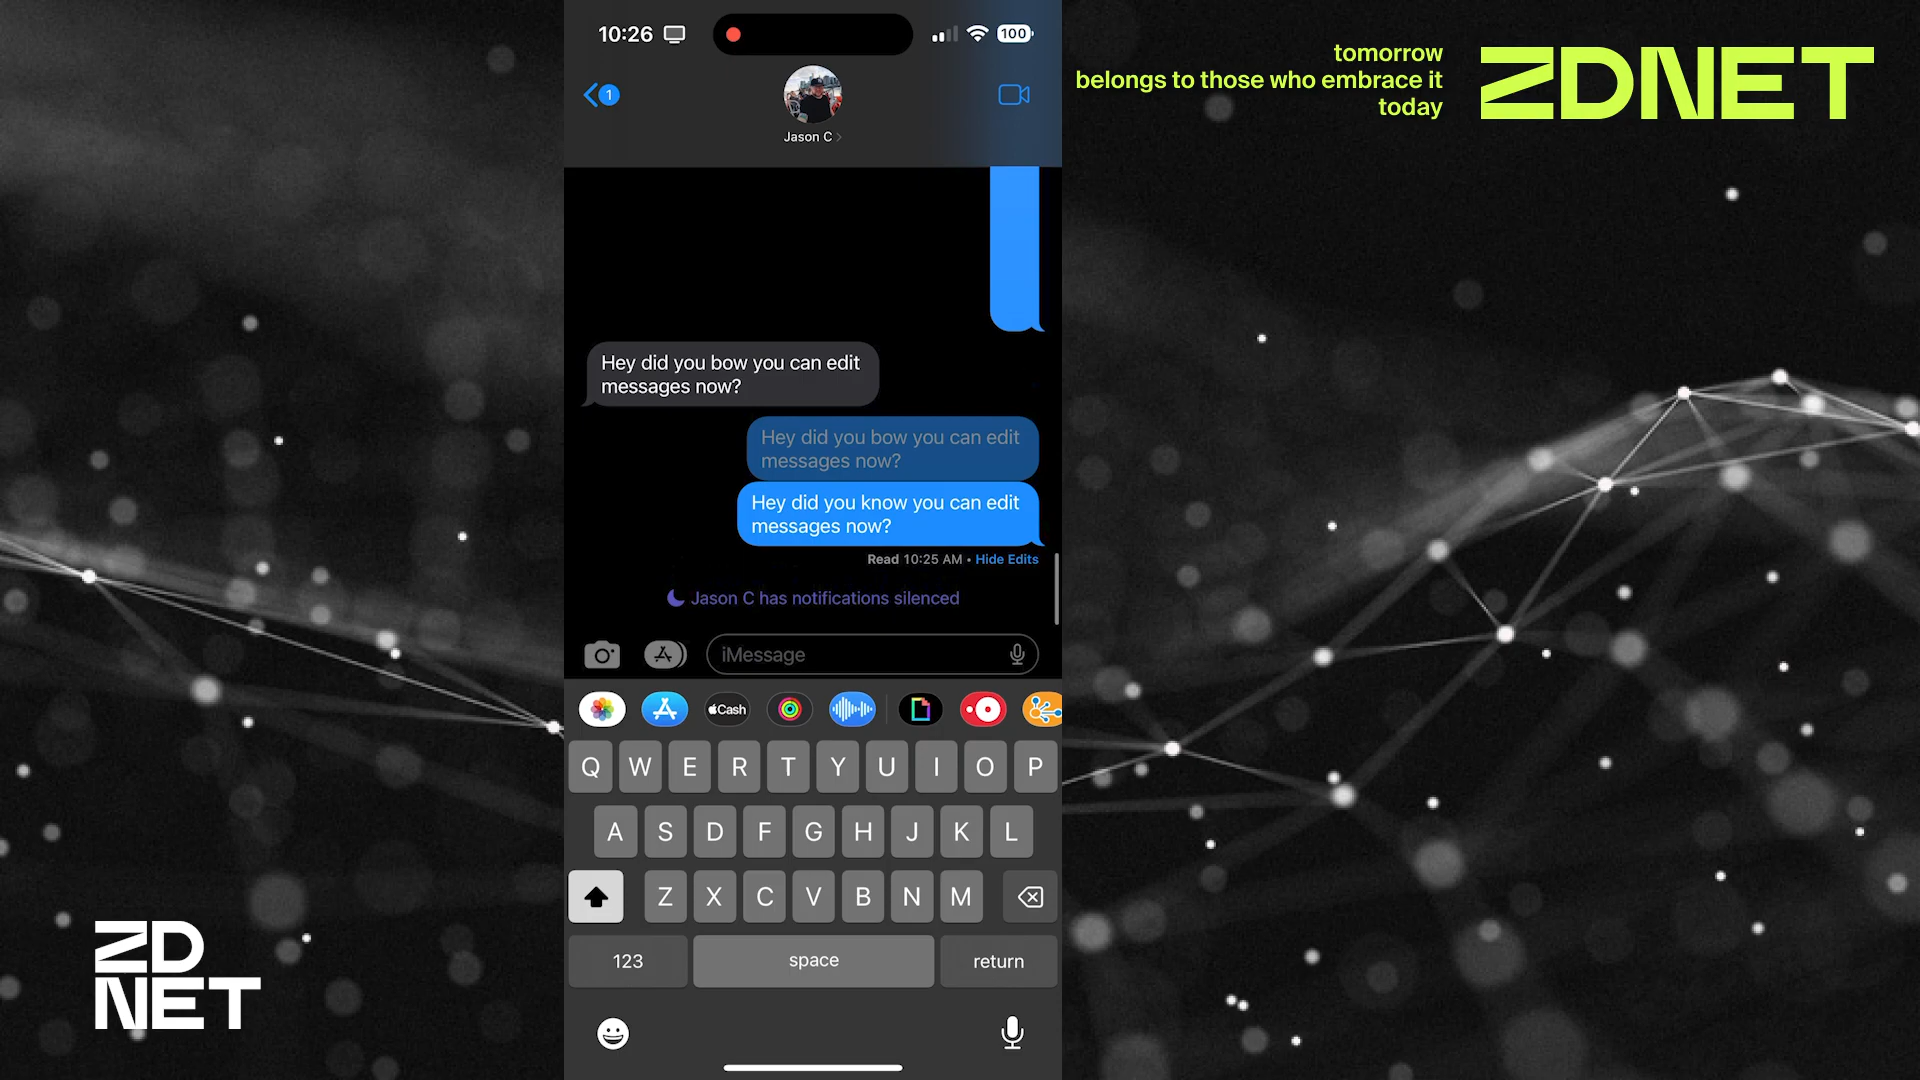 10:26
100
1
Jason C
Hey did you bow you can edit
messages now?
Hey did you bow you can edit
messages now?
Hey did you know you can edit
messages now?
Read 10:25 AM • Hide Edits
Jason C has notifications silenced
iMessage
Cash
Q W E R T Y U I O P
A S D F G H J K L
Z X C V B N M
123 space return
tomorrow
belongs to those who embrace it
today
ZDNET
ZD
NET